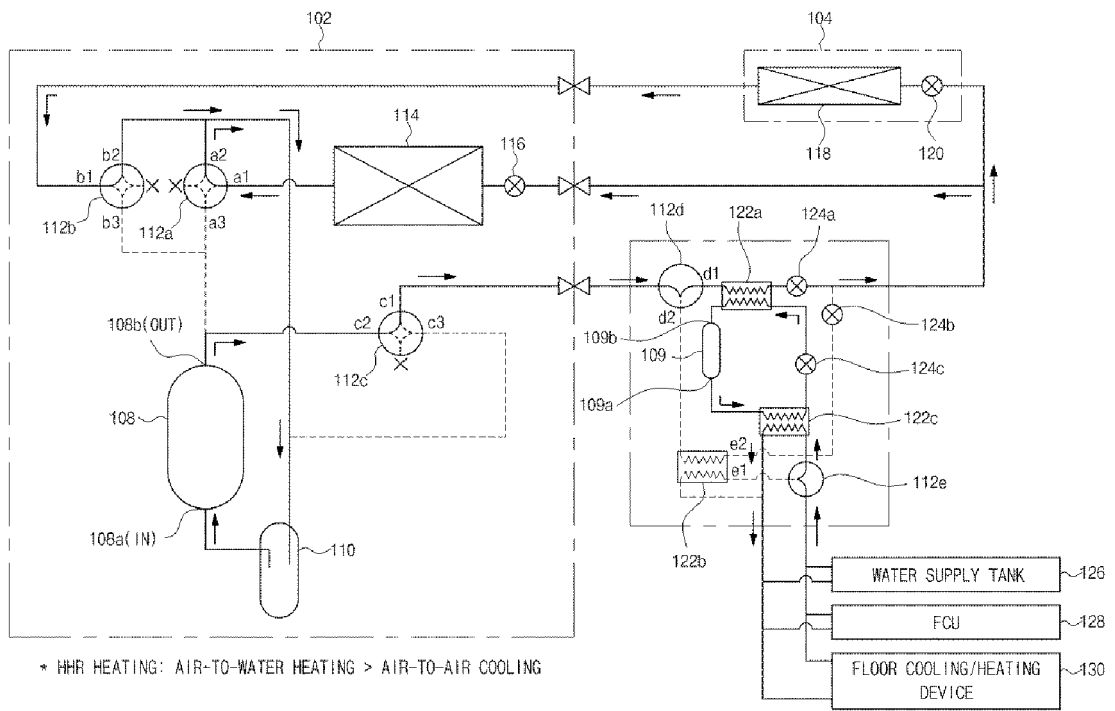 102
104
114
116
118
120
b2
a2
b1
a1
112b
b3
112a
a3
112d
122a
124a
d1
d2
c1
c2
c3
108b(OUT)
112c
109b
109
109a
124b
124c
122c
108
e2
e1
112e
108a(IN)
110
122b
WATER SUPPLY TANK
126
FCU
128
FLOOR COOLING/HEATING
DEVICE
130
* HHR HEATING: AIR-TO-WATER HEATING > AIR-TO-AIR COOLING